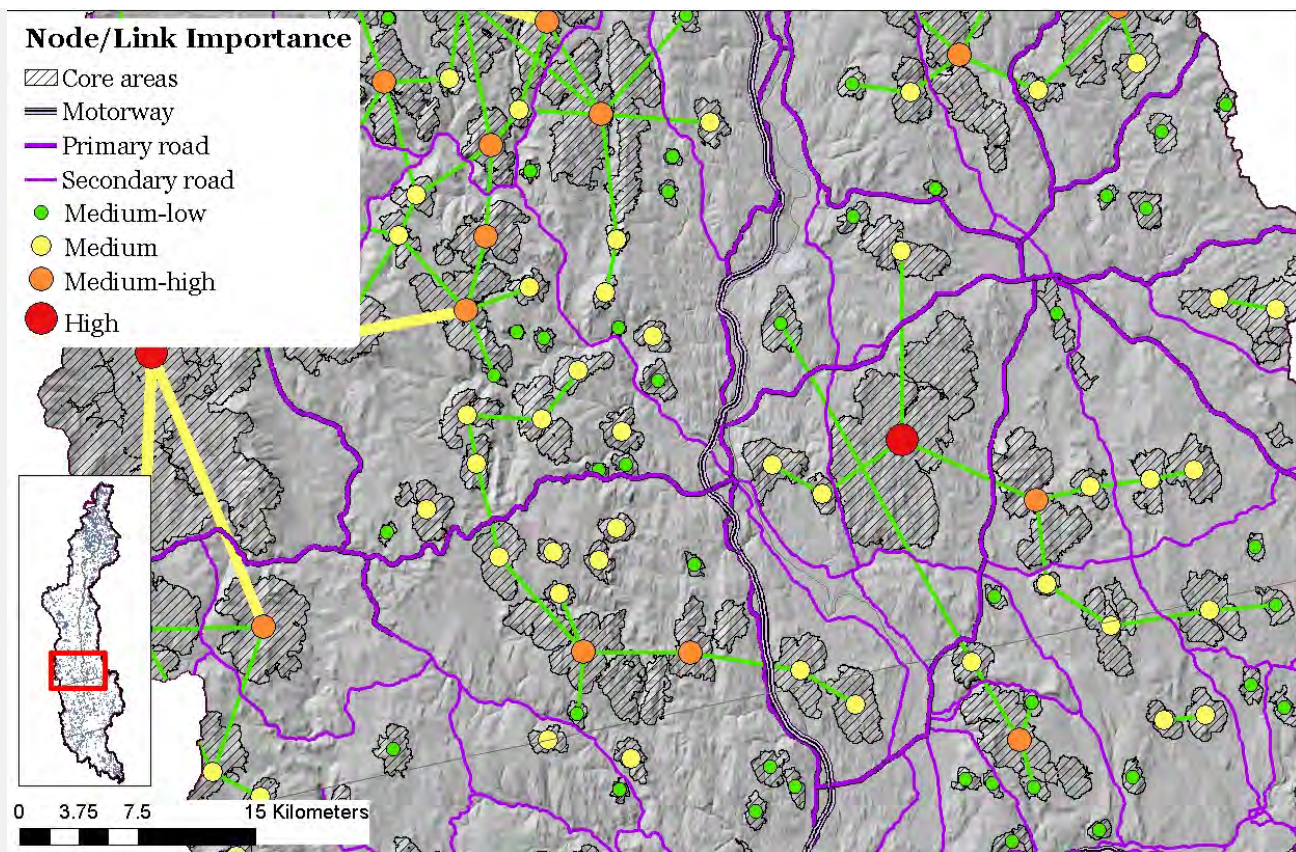 Node/Link Importance
Core areas
Motorway
Primary road
Secondary road
Medium-low
Medium
Medium-high
High
0 3.75 7.5 15 Kilometers